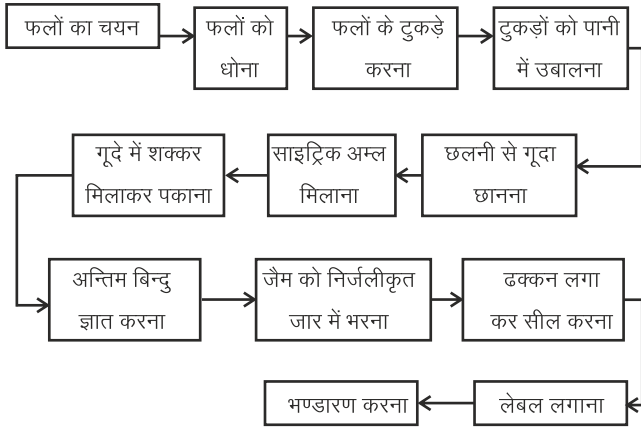 फलों का चयन
फलों को
धोना
फलों के टुकड़े
करना
टुकड़ों को पानी
में उबालना
छलनी से गूदा
छानना
साइट्रिक अम्ल
मिलाना
गूदे में शक्कर
मिलाकर पकाना
अन्तिम बिन्दु
ज्ञात करना
जैम को निर्जलीकृत
जार में भरना
ढक्कन लगा
कर सील करना
लेबल लगाना
भण्डारण करना